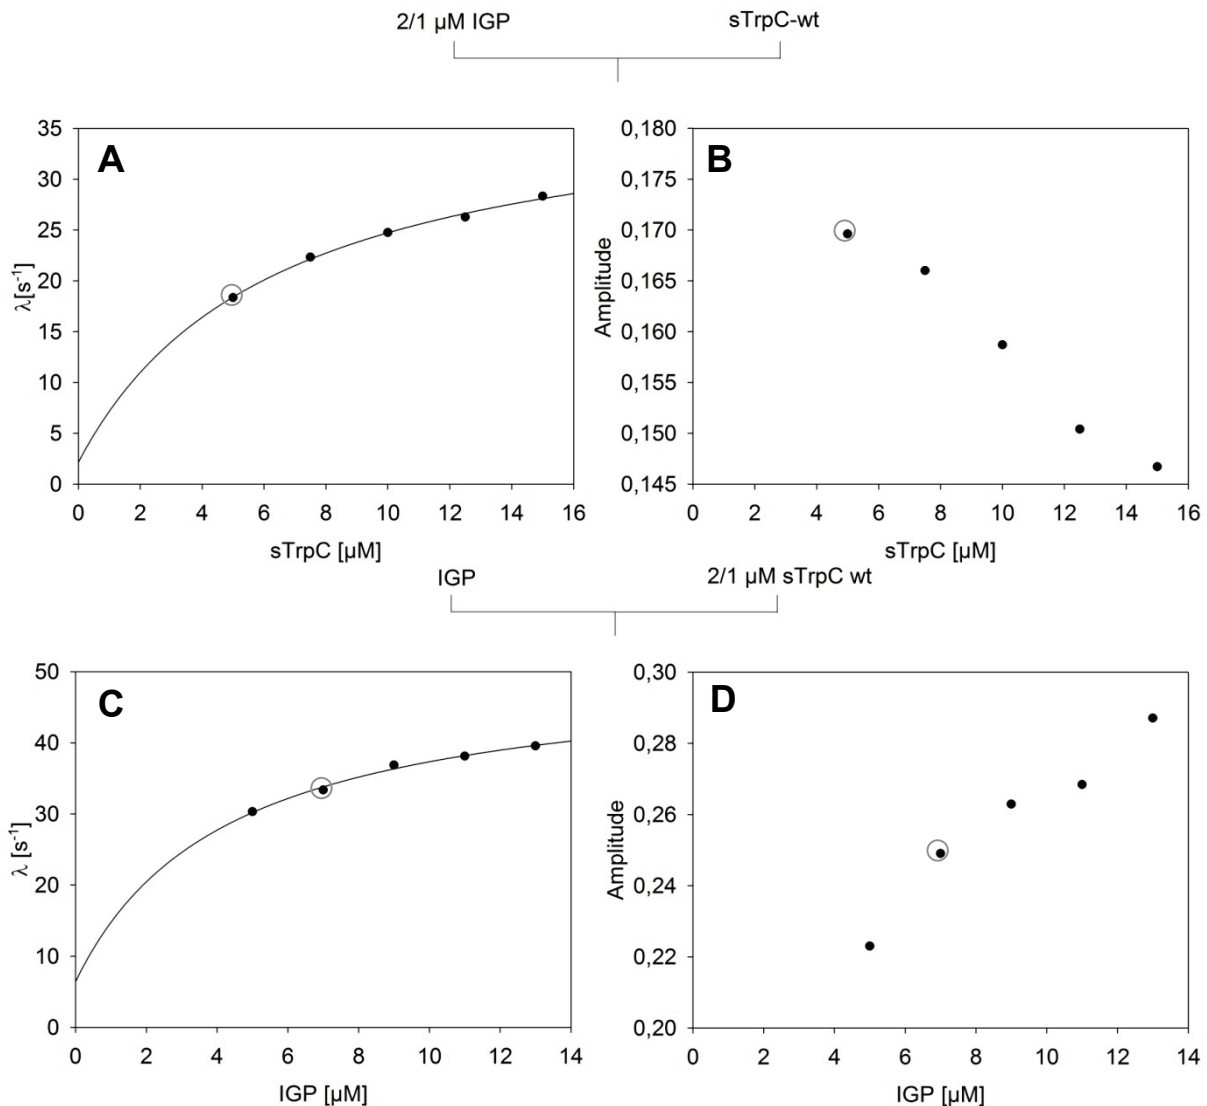 2/1 µM IGP sTrpC-wt
A
B
35
30
25
20
15
10
5
0
λ[s-1]
0 2 4 6 8 10 12 14 16
sTrpC [µM]
0,180
0,175
0,170
0,165
0,160
0,155
0,150
0,145
Amplitude
0 2 4 6 8 10 12 14 16
sTrpC [µM]
IGP 2/1 µM sTrpC wt
C
D
50
40
30
20
10
0
λ [s-1]
0 2 4 6 8 10 12 14
IGP [µM]
0,30
0,28
0,26
0,24
0,22
0,20
Amplitude
0 2 4 6 8 10 12 14
IGP [µM]